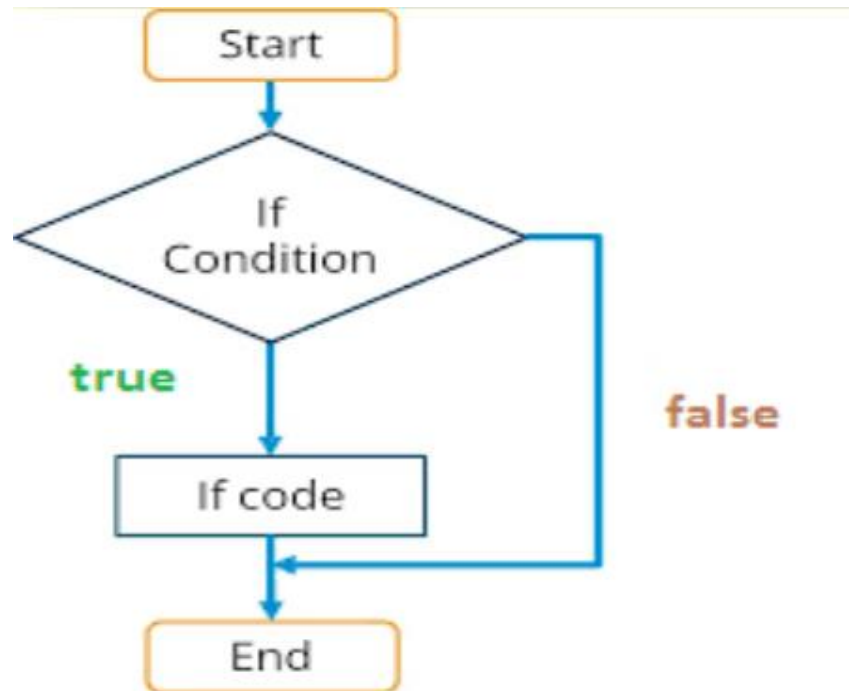 Start
If
Condition
true
false
If code
End